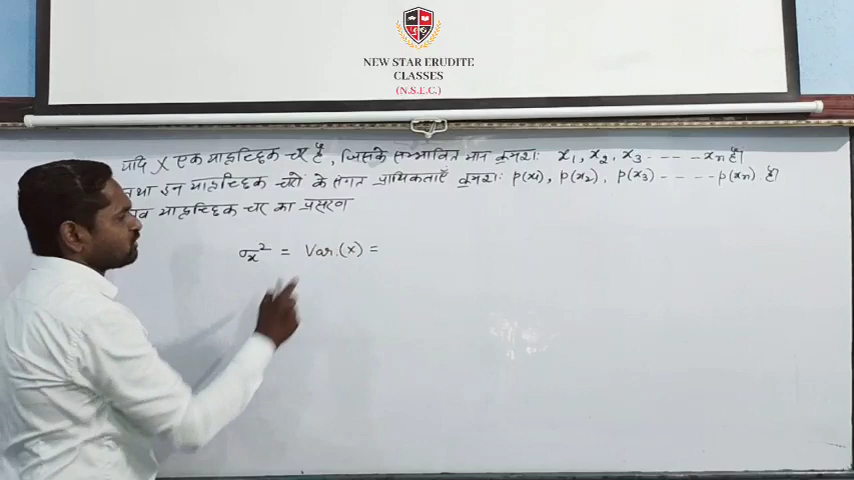 NEW STAR ERUDITE
CLASSES
(N.S.E.C.)
यदि X एक यादृच्छिक चर है, जिसके सम्भावित मान क्रमशः x₁, x₂, x₃ ----- xₙ हैं।
तथा इन यादृच्छिक चरों के संगत प्रायिकताएँ क्रमशः p(x₁), p(x₂), p(x₃) ----- p(xₙ) हैं।
यादृच्छिक चर का प्रसरण
σₓ² = Var.(x) =